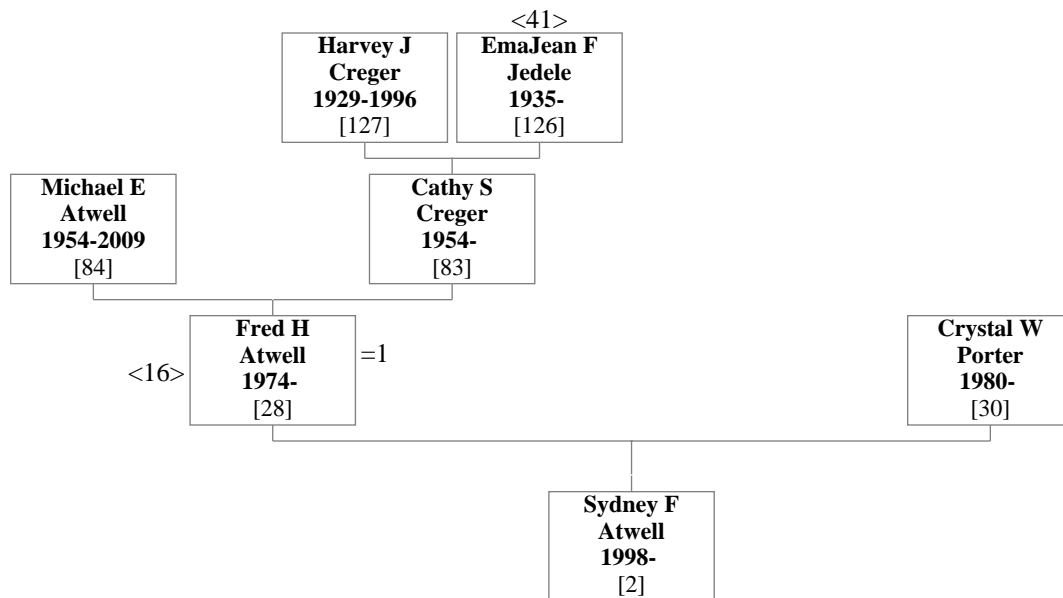 <41>
Harvey J
Creger
1929-1996
[127]
EmaJean F
Jedele
1935-
[126]
Michael E
Atwell
1954-2009
[84]
Cathy S
Creger
1954-
[83]
<16>
Fred H
Atwell
1974-
[28]
=1
Crystal W
Porter
1980-
[30]
Sydney F
Atwell
1998-
[2]